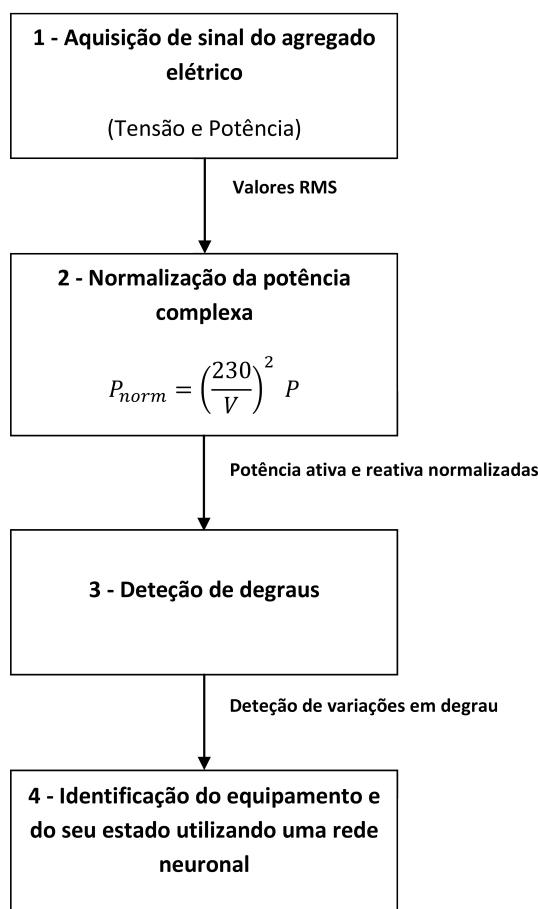 1 - Aquisição de sinal do agregado
elétrico
(Tensão e Potência)
Valores RMS
2 - Normalização da potência
complexa
P_norm = (230/V)^2 P
Potência ativa e reativa normalizadas
3 - Deteção de degraus
Deteção de variações em degrau
4 - Identificação do equipamento e
do seu estado utilizando uma rede
neuronal